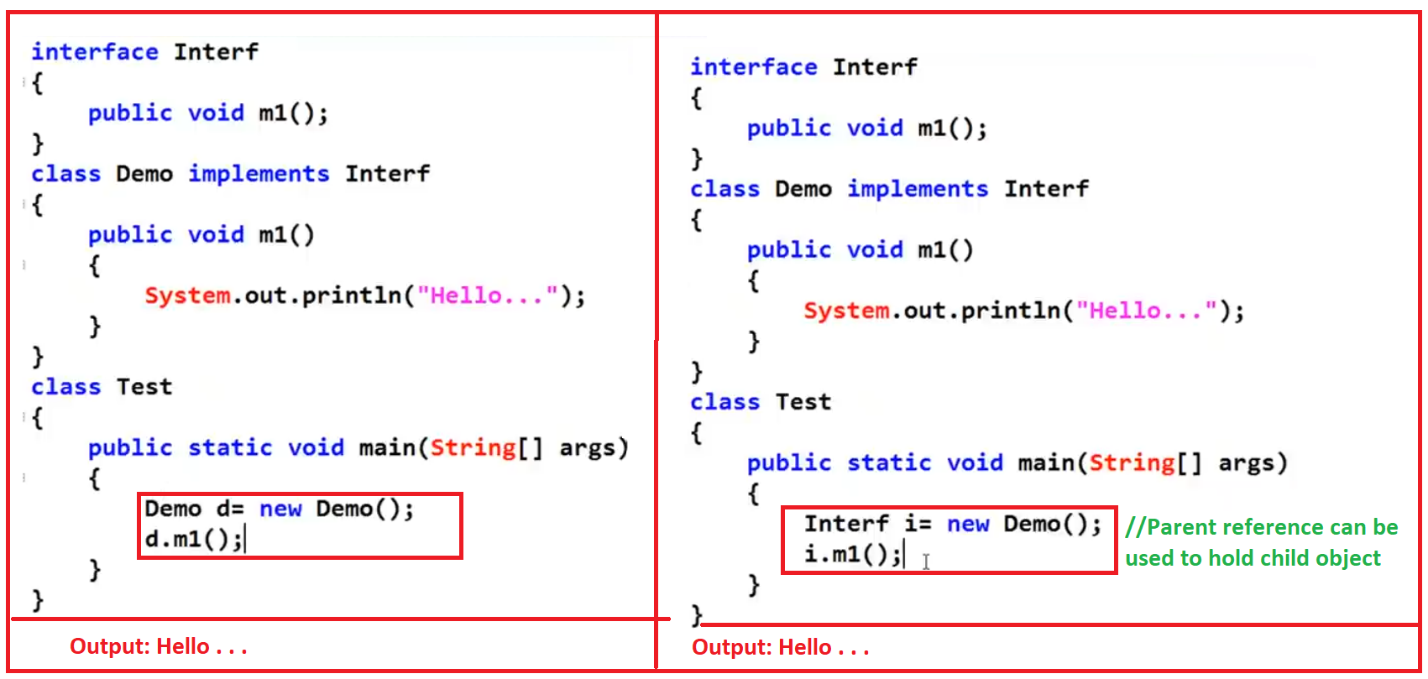 interface Interf
{
public void m1();
}
class Demo implements Interf
{
public void m1()
{
System.out.println("Hello...");
}
}
class Test
{
public static void main(String[] args)
{
Demo d= new Demo();
d.m1();
}
}
Output: Hello . . .
interface Interf
{
public void m1();
}
class Demo implements Interf
{
public void m1()
{
System.out.println("Hello...");
}
}
class Test
{
public static void main(String[] args)
{
Interf i= new Demo();
i.m1();
//Parent reference can be
used to hold child object
}
}
Output: Hello . . .